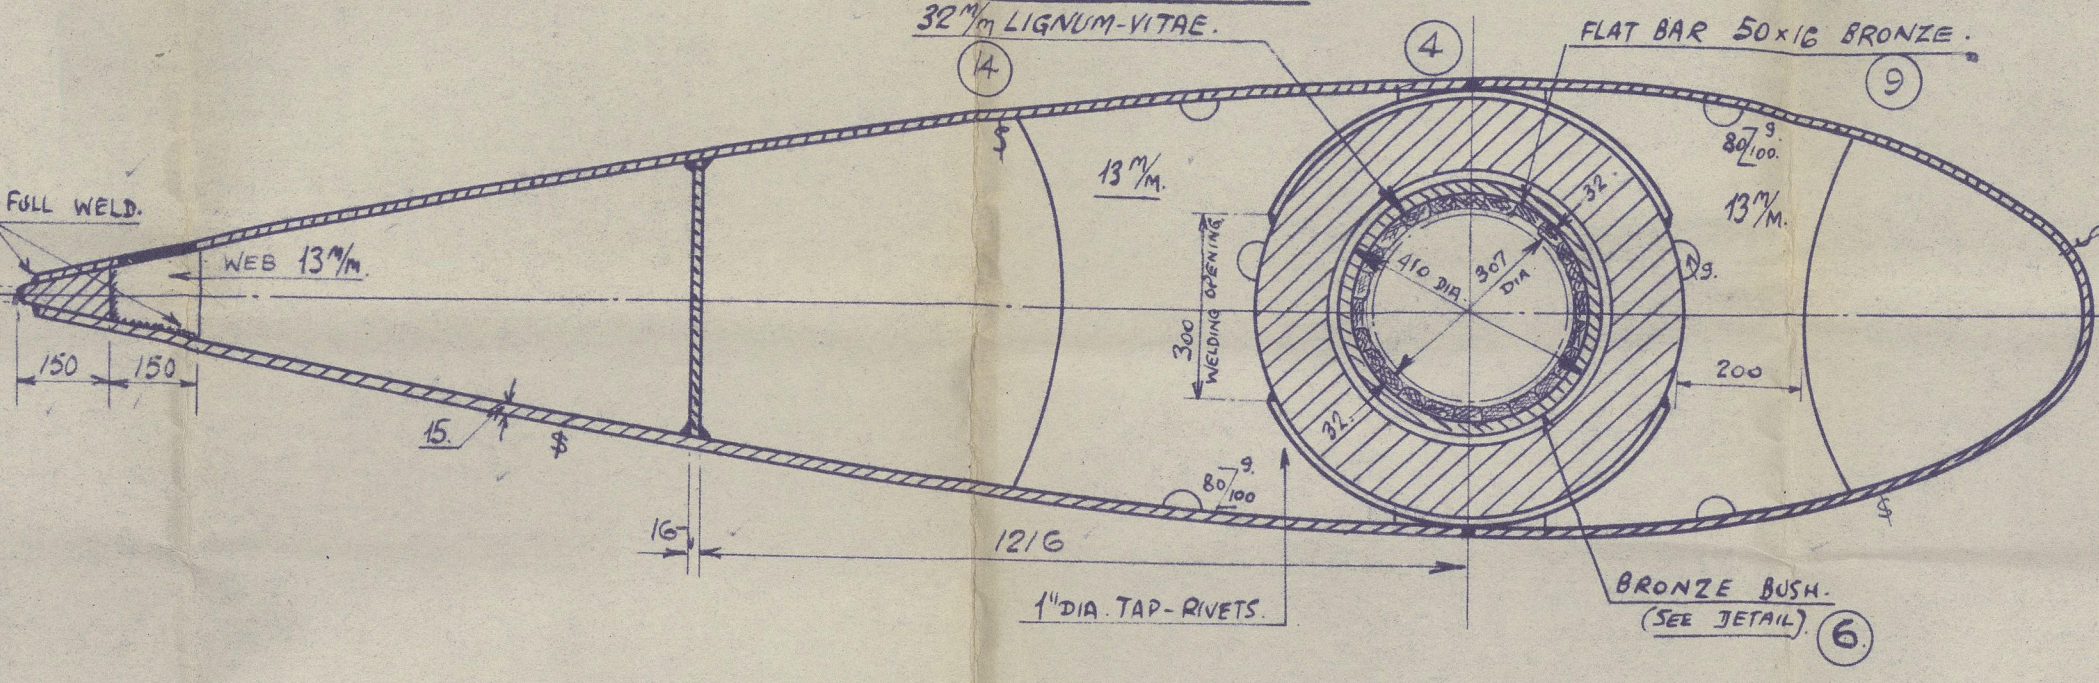 32 M/M LIGNUM-VITAE.
14
4
FLAT BAR 50x16 BRONZE.
9
FULL WELD.
WEB 13 M/M.
13 M/M.
80/100 9.
13 M/M.
32.
410 DIA.
307 DIA
300
WELDING OPENING.
9.
200
150
150
15.
32.
80/100 9.
16
1216
1" DIA. TAP-RIVETS.
BRONZE BUSH.
(SEE DETAIL).
6